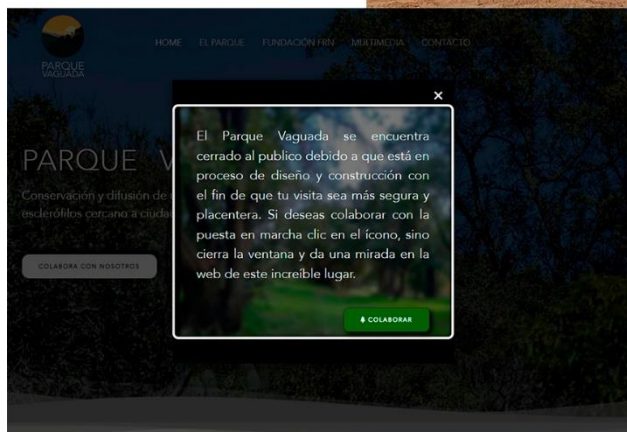 HOME EL PARQUE FUNDACIÓN FRN MULTIMEDIA CONTACTO
PARQUE
VAGUADA
×
El Parque Vaguada se encuentra
cerrado al publico debido a que está en
proceso de diseño y construcción con
el fin de que tu visita sea más segura y
placentera. Si deseas colaborar con la
puesta en marcha clic en el ícono, sino
cierra la ventana y da una mirada en la
web de este increíble lugar.
COLABORAR
PARQUE V
Conservación y difusión de
esclerófilos cercano a ciuda
COLABORA CON NOSOTROS